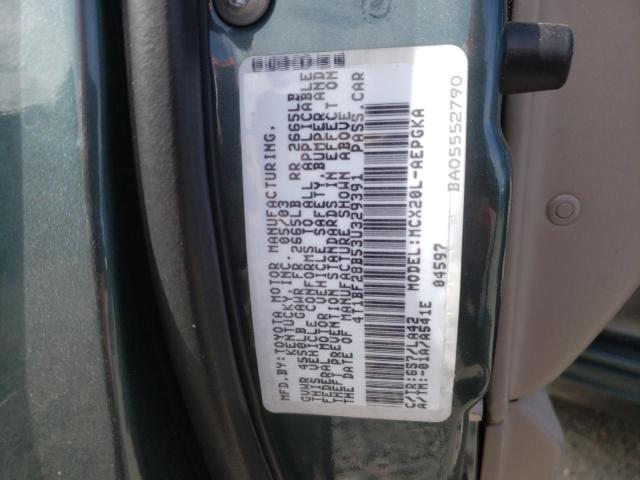 MFD.BY:TOYOTA MOTOR MANUFACTURING,
KENTUCKY,INC. 05/03
GVWR 4550LB GAWR FR 2665LB RR 2665LB
THIS VEHICLE CONFORMS TO ALL APPLICABLE
FEDERAL MOTOR VEHICLE SAFETY, BUMPER AND
THEFT PREVENTION STANDARDS IN EFFECT ON
THE DATE OF MANUFACTURE SHOWN ABOVE
4T1BF28B53U329391 PASS.CAR
C/TR:6S7/LA42 MODEL:MCX20L-AEPGKA
A/TM:-01A/A541E 04597
BA05552790